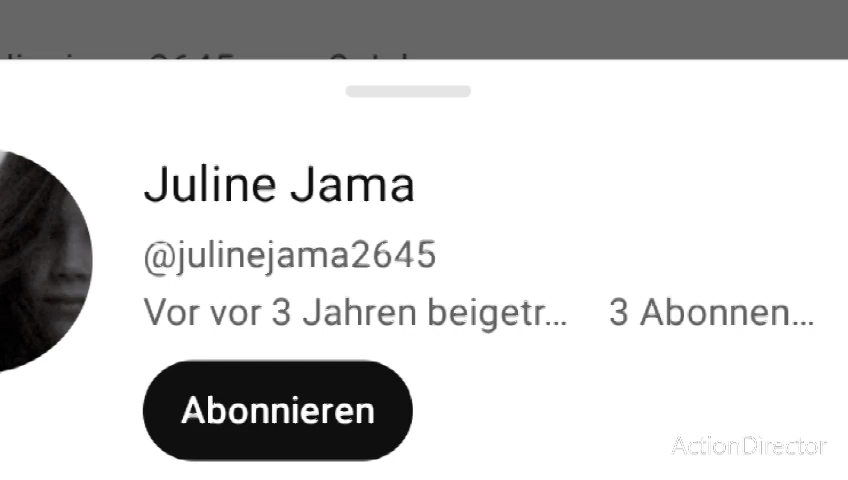 Juline Jama
@julinejama2645
Vor vor 3 Jahren beigetr... 3 Abonnen...
Abonnieren
ActionDirector